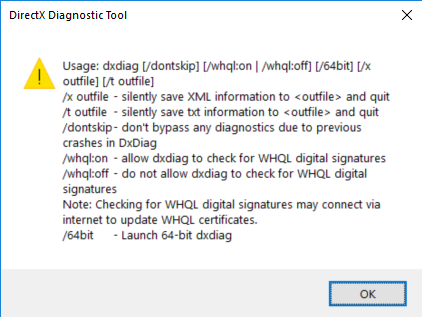 DirectX Diagnostic Tool
Usage: dxdiag [/dontskip] [/whql:on | /whql:off] [/64bit] [/x
outfile] [/t outfile]
/x outfile - silently save XML information to <outfile> and quit
/t outfile - silently save txt information to <outfile> and quit
/dontskip - don't bypass any diagnostics due to previous
crashes in DxDiag
/whql:on - allow dxdiag to check for WHQL digital signatures
/whql:off - do not allow dxdiag to check for WHQL digital
signatures
Note: Checking for WHQL digital signatures may connect via
internet to update WHQL certificates.
/64bit - Launch 64-bit dxdiag
OK